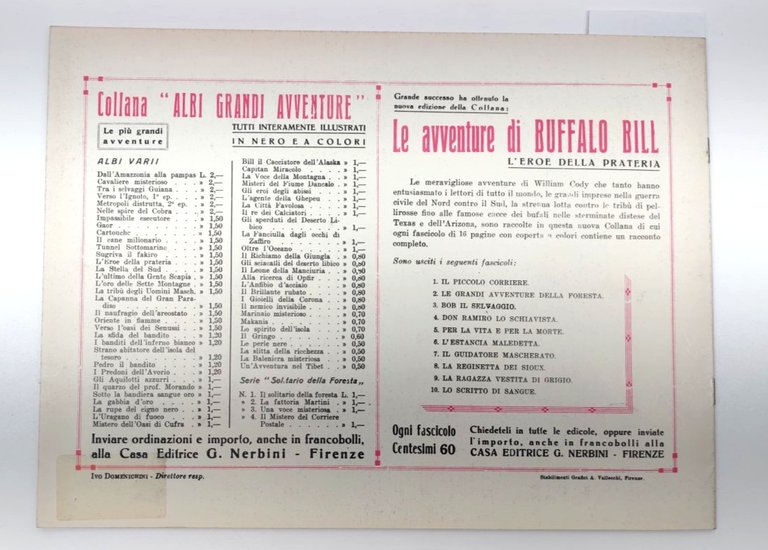 Collana "ALBI GRANDI AVVENTURE"
Le più grandi
avventure
TUTTI INTERAMENTE ILLUSTRATI
IN NERO E A COLORI
ALBI VARII
Dall'Amazzonia alla pampas L. 2,—
Cavaliere misterioso . . . . » 2,—
Tra i selvaggi Guiana . . . » 2,—
Verso l'Ignoto, 1° ep. . . . » 2,—
Metropoli distrutta, 2° ep. . » 2,—
Nelle spire del Cobra . . . » 2,—
Impassibile esecutore . . . » 1,50
Gaor . . . . » 1,50
Cartouche . . . . » 1,50
Il cane milionario . . . . » 1,50
Tunnel Sottomarino . . . . » 1,50
Sugriva il fakiro . . . . » 1,50
L'Eroe della prateria . . . » 1,50
La Stella del Sud . . . . » 1,50
L'ultimo della Gente Scapia . » 1,50
L'oro delle Sette Montagne . » 1,50
La tribù degli Uomini Masch. » 1,50
La Capanna del Gran Para-
diso . . . . » 1,50
Il naufragio dell'areostato . » 1,50
Oriente in fiamme . . . . » 1,50
Verso l'oasi dei Senussi . . » 1,50
La sfida del bandito . . . » 1,20
I banditi dell'inferno bianco » 1,20
Strano abitatore dell'isola del
tesoro . . . . » 1,20
Pedro il bandito . . . . » 1,20
I Predoni dell'Avorio . . . » 1,20
Gli Aquilotti azzurri . . . » 1,—
Il quarzo del prof. Morando » 1,—
Sotto la bandiera sangue oro » 1,—
La gabbia d'oro . . . . » 1,—
La rupe del cigno nero . . » 1,—
L'Uragano di fuoco . . . » 1,—
Mistero dell'Oasi di Cufra . » 1,—
Bill il Cacciatore dell'Alaska » 1,—
Capitan Miracolo . . . . » 1,—
La Voce della Montagna . . » 1,—
Misteri del Fiume Dancalo . » 1,—
Gli eroi degli abissi . . . » 1,—
L'agente della Ghepeu . . . » 1,—
La Città Favolosa . . . . » 1,—
Il re dei Calciatori . . . . » 1,—
Gli sperduti del Deserto Li-
bico . . . . » 1,—
La Fanciulla dagli occhi di
Zaffiro . . . . » 1,—
Oltre l'Oceano . . . . » 1,—
Il Richiamo della Giungla . » 0,80
Gli sciacalli del deserto libico » 0,80
Il Leone della Manciuria . . » 0,80
Alla ricerca di Opfir . . . » 0,80
L'Anfibio d'acciaio . . . . » 0,80
Il Brillante rubato . . . . » 0,80
I Gioielli della Corona . . . » 0,80
Il nemico invisibile . . . . » 0,80
Marinaio misterioso . . . . » 0,70
Makania . . . . » 0,70
Lo spirito dell'isola . . . . » 0,70
Il Gringo . . . . » 0,60
Le perle nere . . . . » 0,50
La slitta della ricchezza . . » 0,50
La Baleniera misteriosa . . » 0,50
Un'Avventura nel Tibet . . » 0,50
Serie "Solitario della Foresta„
N. 1. Il solitario della foresta L. 1,—
» 2. La fattoria Martini . » 1,—
» 3. Una voce misteriosa . » 1,—
» 4. Il Mistero del Corriere
Postale . . . . » 1,—
Inviare ordinazioni e importo, anche in francobolli,
alla Casa Editrice G. Nerbini - Firenze
Grande successo ha ottenuto la
nuova edizione della Collana:
Le avventure di BUFFALO BILL
L'EROE DELLA PRATERIA
Le meravigliose avventure di William Cody che tanto hanno
entusiasmato i lettori di tutto il mondo, le grandi imprese nella guerra
civile del Nord contro il Sud, la strenua lotta contro le tribù di pel-
lirosse fino alle famose cacce dei bufali nelle sterminate distese del
Texas e dell'Arizona, sono raccolte in questa nuova Collana di cui
ogni fascicolo di 16 pagine con coperta a colori contiene un racconto
completo.
Sono usciti i seguenti fascicoli:
1. IL PICCOLO CORRIERE.
2. LE GRANDI AVVENTURE DELLA FORESTA.
3. BOB IL SELVAGGIO.
4. DON RAMIRO LO SCHIAVISTA.
5. PER LA VITA E PER LA MORTE.
6. L'ESTANCIA MALEDETTA.
7. IL GUIDATORE MASCHERATO.
8. LA REGINETTA DEI SIOUX.
9. LA RAGAZZA VESTITA DI GRIGIO.
10. LO SCRITTO DI SANGUE.
Ogni fascicolo
Centesimi 60
Chiedeteli in tutte le edicole, oppure inviate
l'importo, anche in francobolli alla
CASA EDITRICE G. NERBINI - FIRENZE
IVO DOMENICHINI - Direttore resp.
Stabilimenti Grafici A. Vallecchi, Firenze.